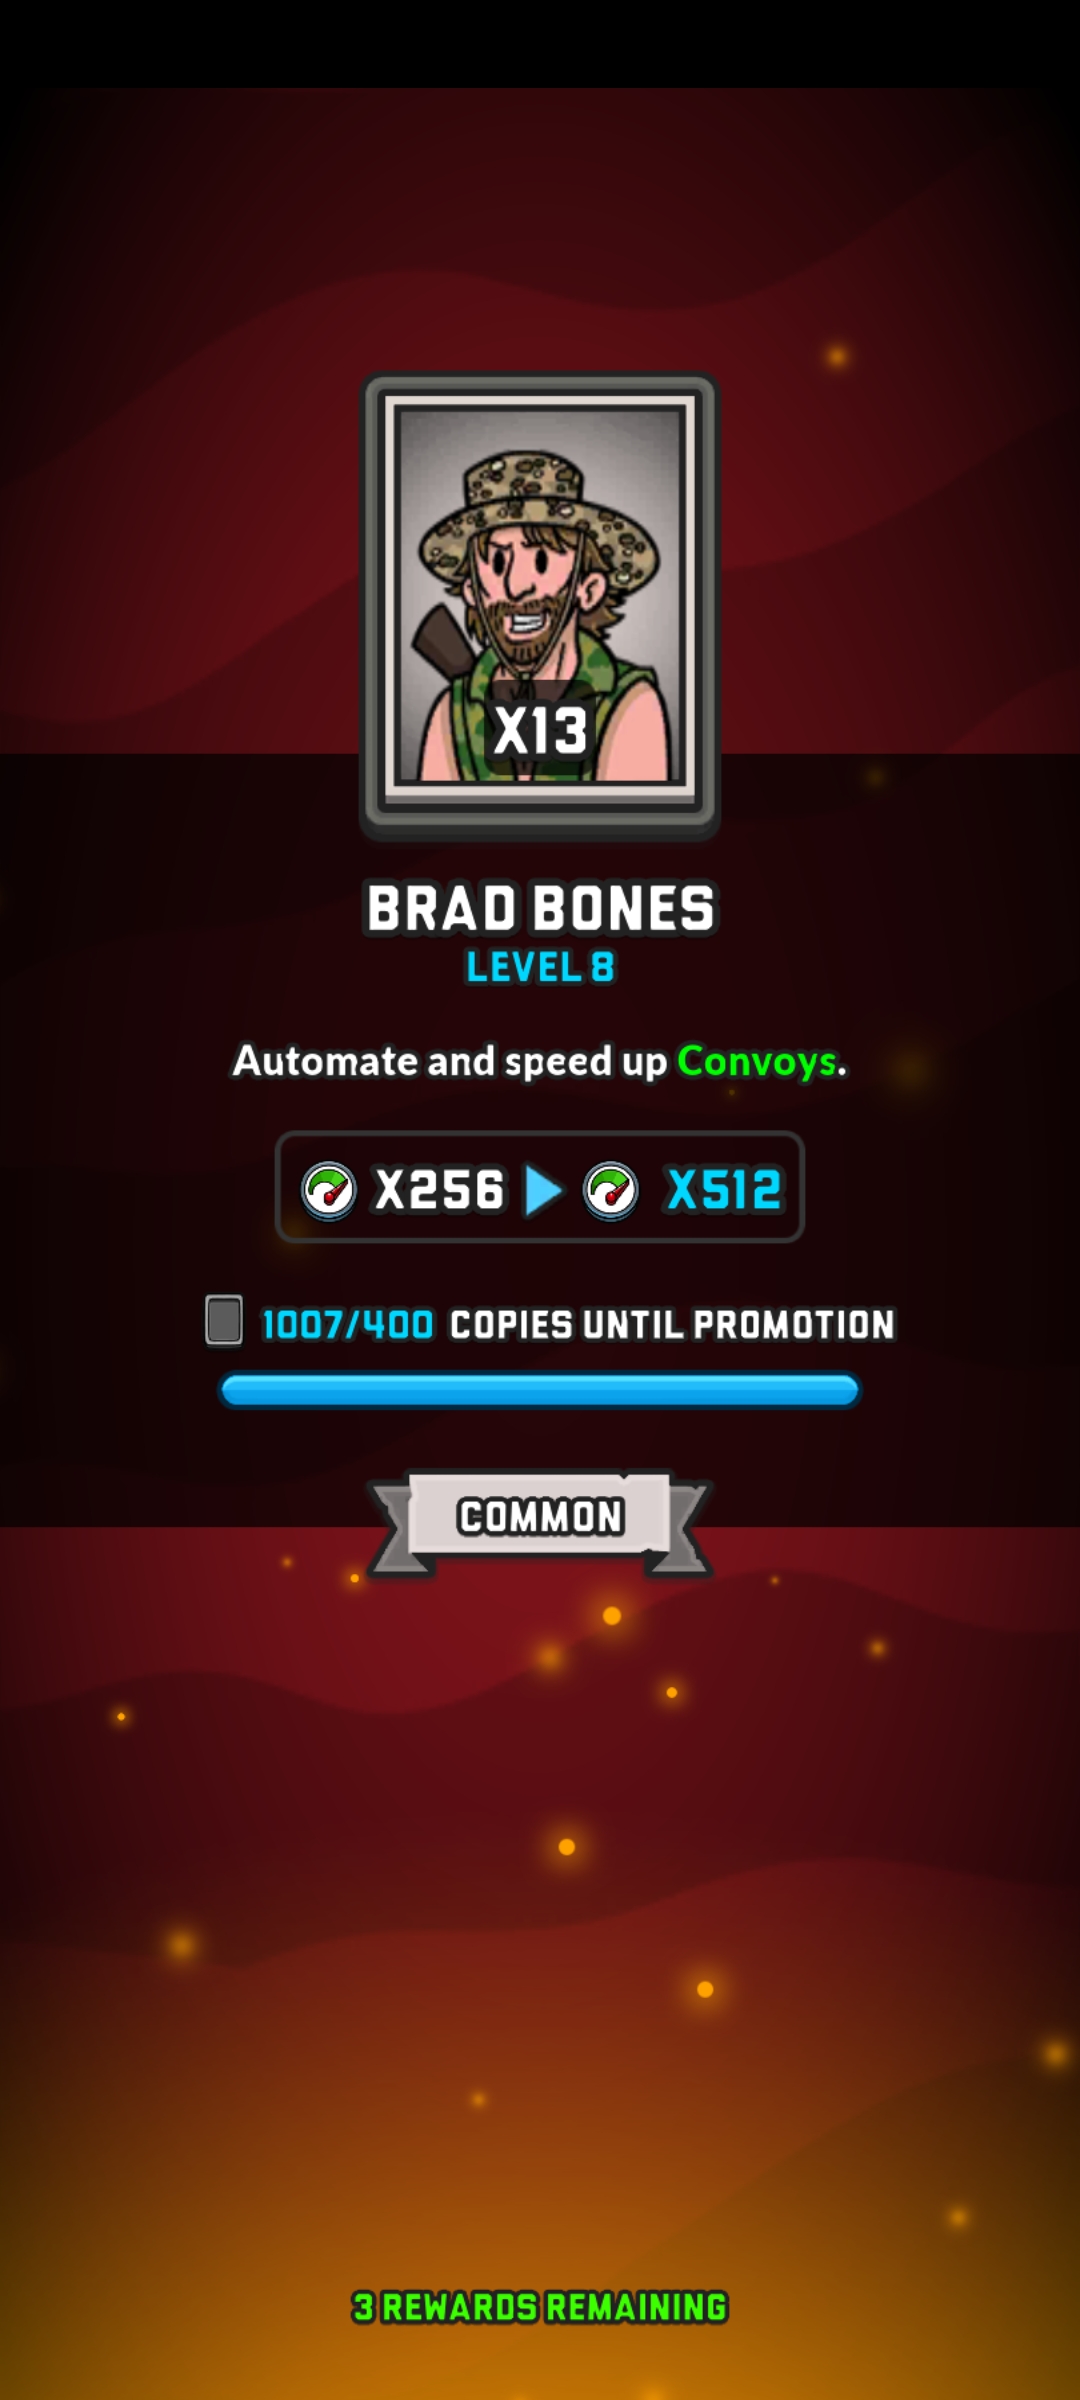 X13
BRAD BONES
LEVEL 8
Automate and speed up Convoys.
X256 X512
1007/400 COPIES UNTIL PROMOTION
COMMON
3 REWARDS REMAINING